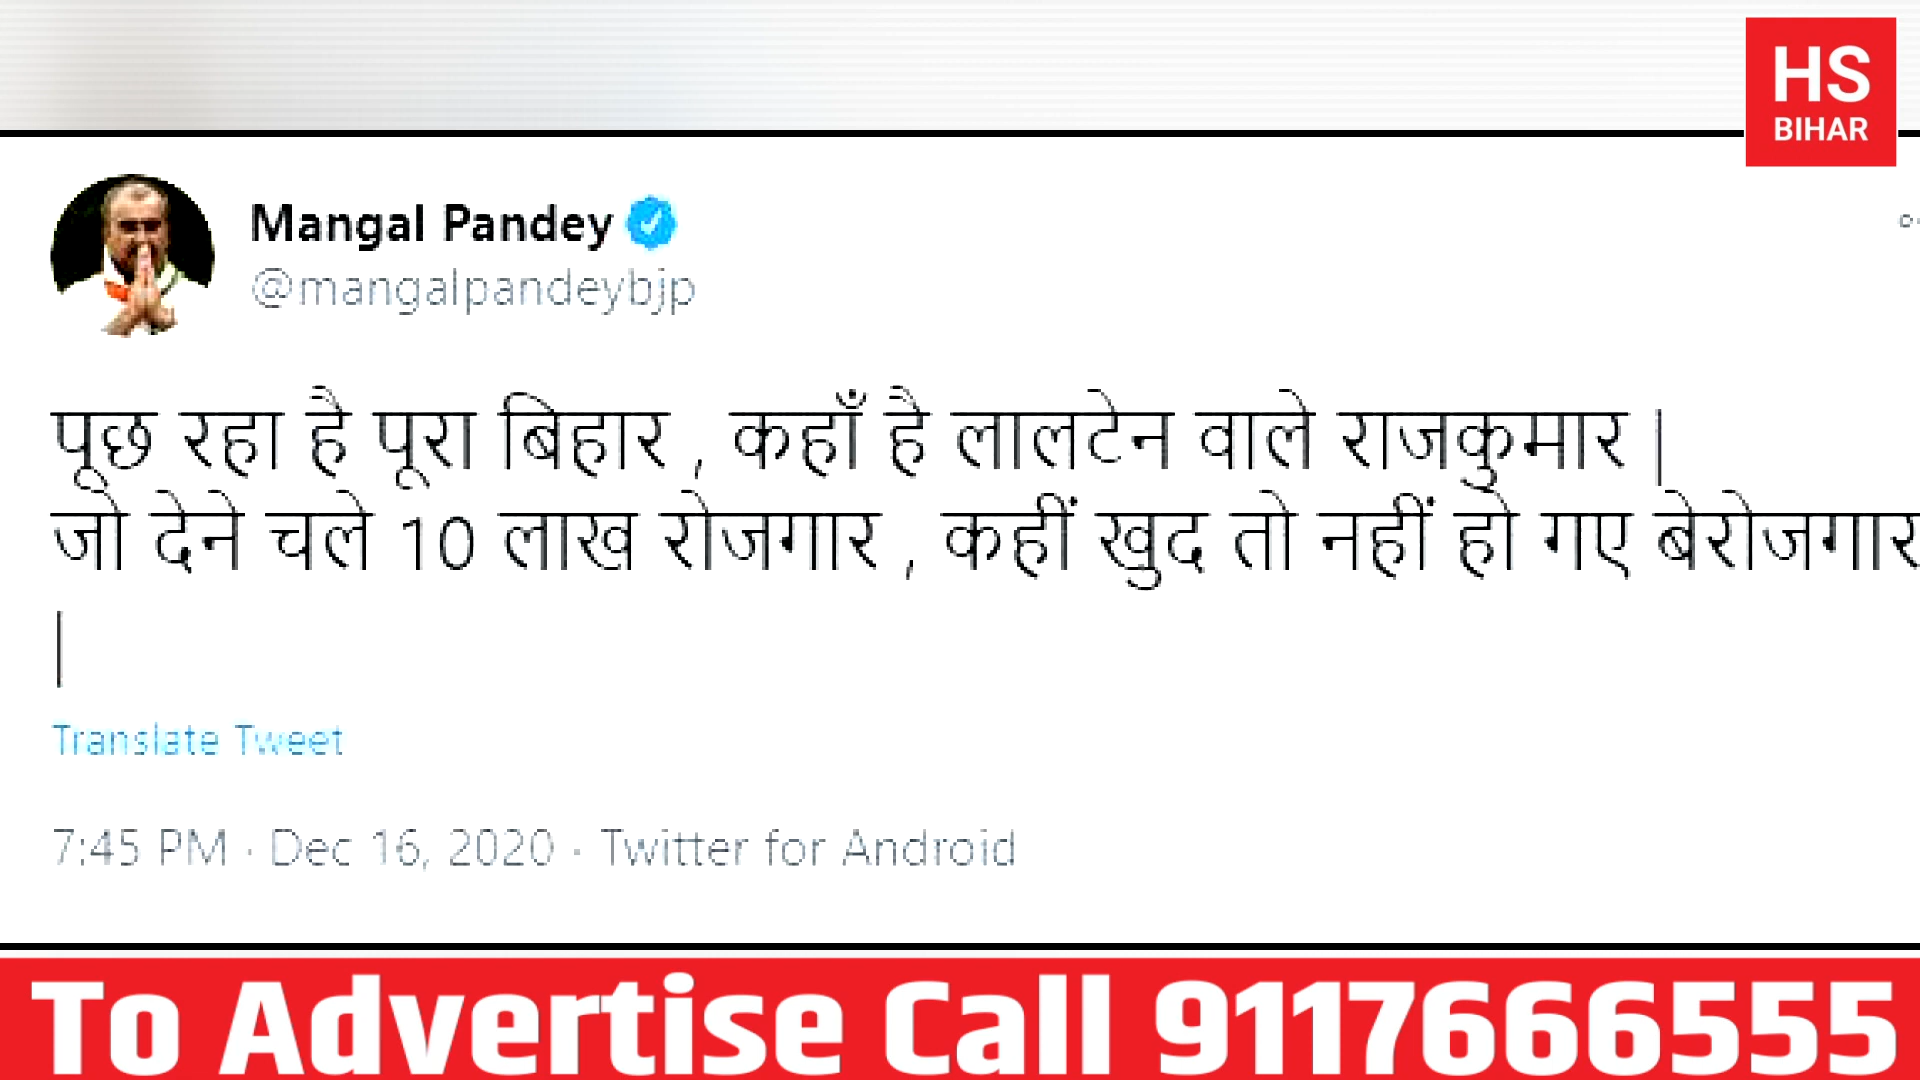 HS
BIHAR
Mangal Pandey
@mangalpandeybjp
पूछ रहा है पूरा बिहार , कहाँ है लालटेन वाले राजकुमार |
जो देने चले 10 लाख रोजगार , कहीं खुद तो नहीं हो गए बेरोजगार
|
Translate Tweet
7:45 PM · Dec 16, 2020 · Twitter for Android
To Advertise Call 9117666555